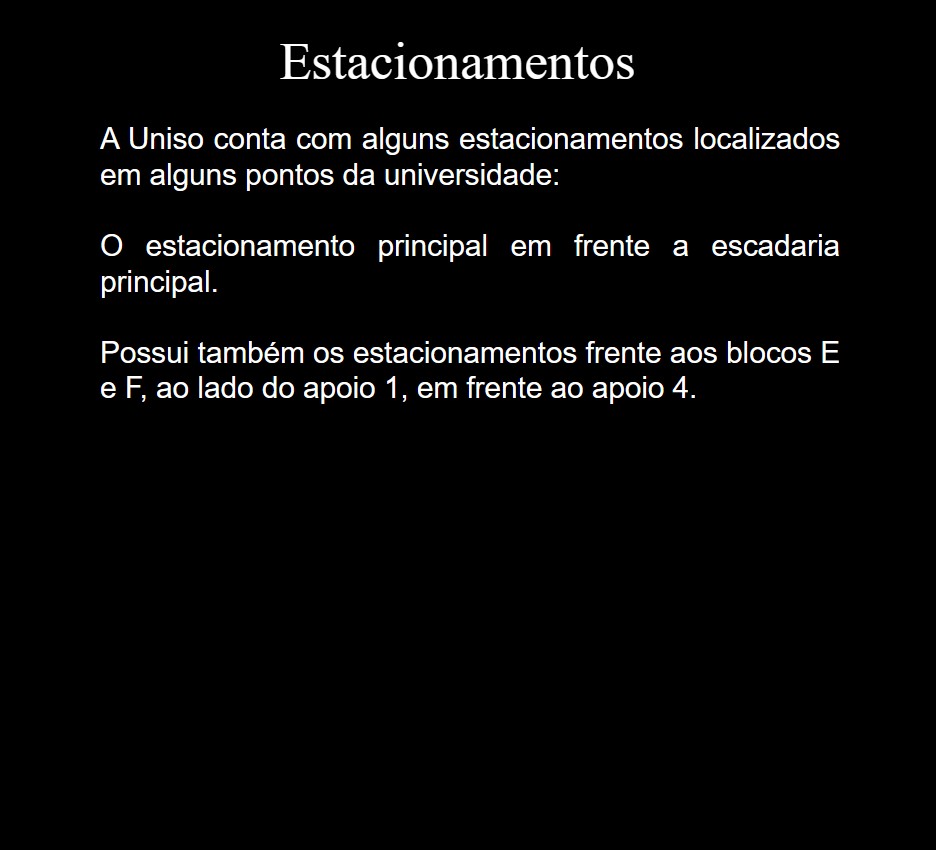 Estacionamentos
A Uniso conta com alguns estacionamentos localizados
em alguns pontos da universidade:
O estacionamento principal em frente a escadaria
principal.
Possui também os estacionamentos frente aos blocos E
e F, ao lado do apoio 1, em frente ao apoio 4.